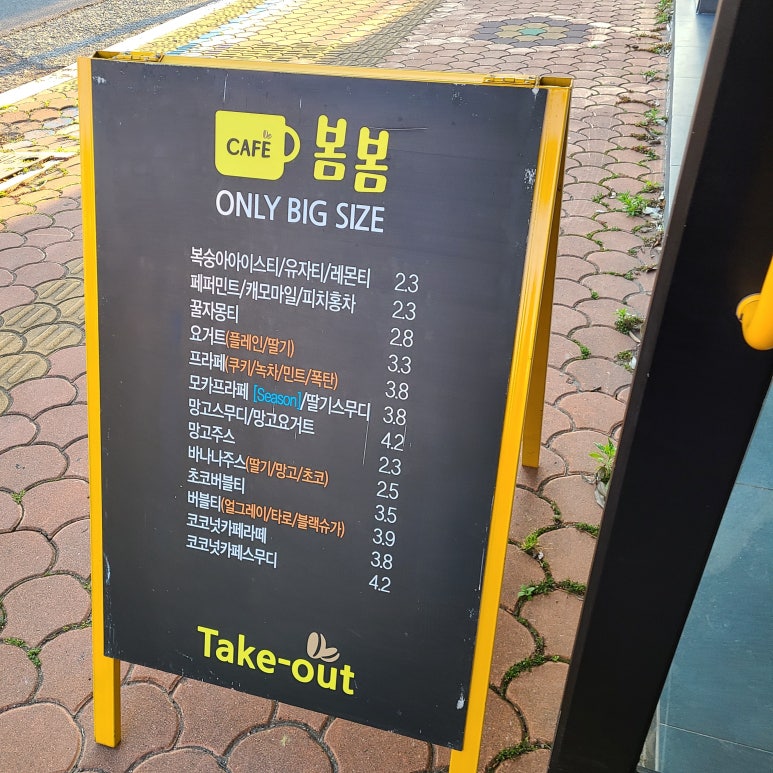 CAFE 봄봄
ONLY BIG SIZE
복숭아아이스티/유자티/레몬티 2.3
페퍼민트/캐모마일/피치홍차 2.3
꿀자몽티 2.8
요거트(플레인/딸기) 3.3
프라페(쿠키/녹차/민트/폭탄) 3.8
모카프라페 [Season]/딸기스무디 3.8
망고스무디/망고요거트 4.2
망고주스 2.3
바나나주스(딸기/망고/초코) 2.5
초코버블티 3.5
버블티(얼그레이/타로/블랙슈가) 3.9
코코넛카페라떼 3.8
코코넛카페스무디 4.2
Take-out